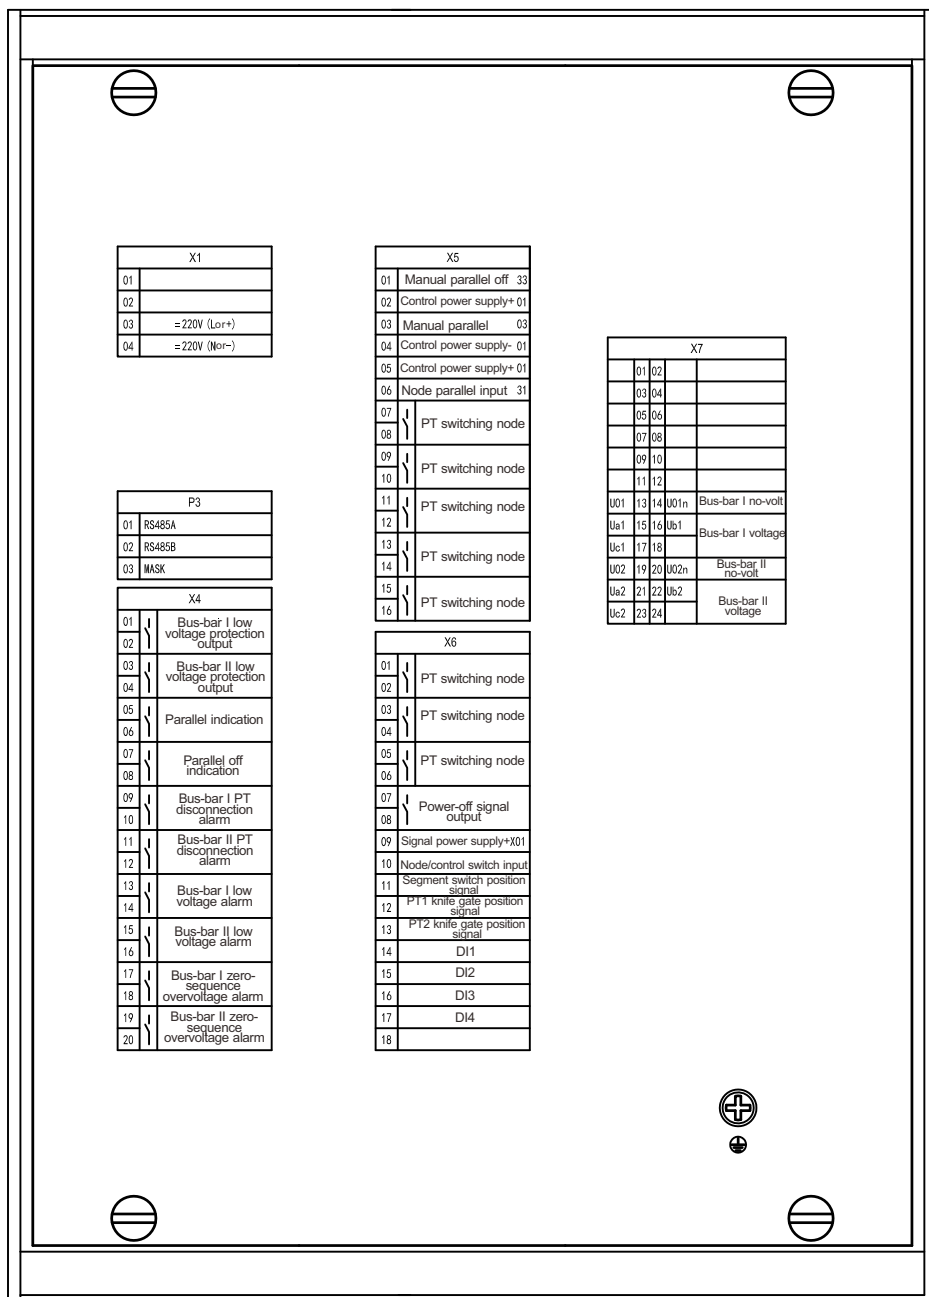 X1
01
02
03 =220V (Lor+)
04 =220V (Nor-)
P3
01 RS485A
02 RS485B
03 MASK
X4
01
02
Bus-bar I low
voltage protection
output
03
04
Bus-bar II low
voltage protection
output
05
06
Parallel indication
07
08
Parallel off
indication
09
10
Bus-bar I PT
disconnection
alarm
11
12
Bus-bar II PT
disconnection
alarm
13
14
Bus-bar I low
voltage alarm
15
16
Bus-bar II low
voltage alarm
17
18
Bus-bar I zero-
sequence
overvoltage alarm
19
20
Bus-bar II zero-
sequence
overvoltage alarm
X5
01 Manual parallel off 33
02 Control power supply+ 01
03 Manual parallel 03
04 Control power supply- 01
05 Control power supply+ 01
06 Node parallel input 31
07
08
PT switching node
09
10
PT switching node
11
12
PT switching node
13
14
PT switching node
15
16
PT switching node
X6
01
02
PT switching node
03
04
PT switching node
05
06
PT switching node
07
08
Power-off signal
output
09 Signal power supply+X01
10 Node/control switch input
11 Segment switch position
signal
12 PT1 knife gate position
signal
13 PT2 knife gate position
signal
14 DI1
15 DI2
16 DI3
17 DI4
18
X7
01 02
03 04
05 06
07 08
09 10
11 12
U01 13 14 U01n Bus-bar I no-volt
Ua1 15 16 Ub1
Bus-bar I voltage
Uc1 17 18
U02 19 20 U02n Bus-bar II
no-volt
Ua2 21 22 Ub2
Bus-bar II
voltage
Uc2 23 24